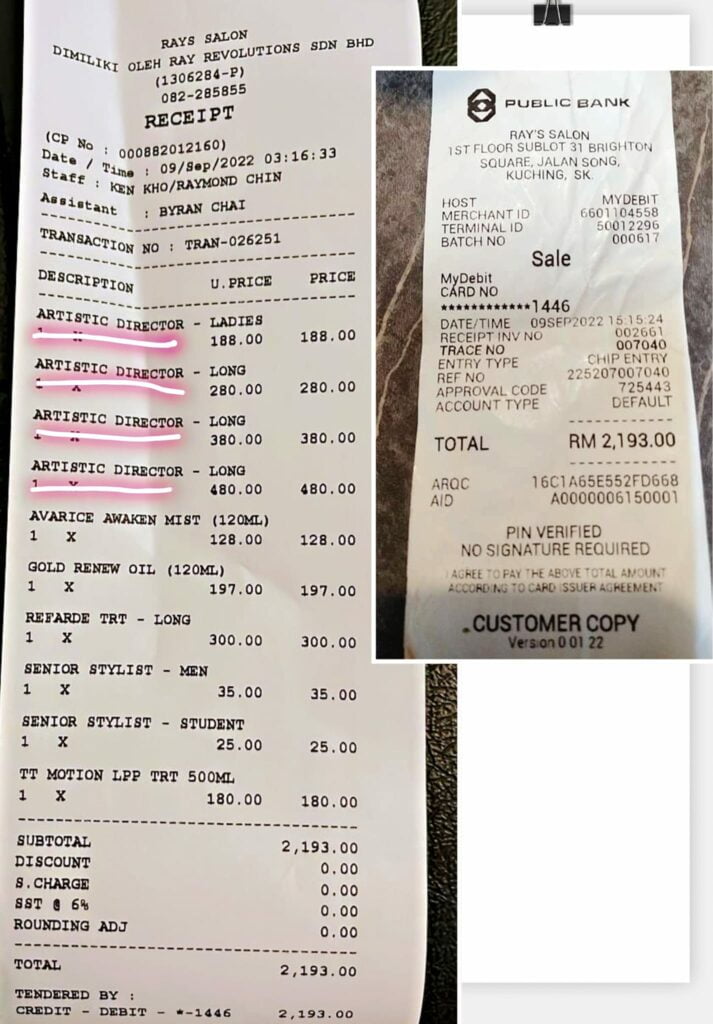 RAYS SALON
DIMILIKI OLEH RAY REVOLUTIONS SDN BHD
(1306284-P)
082-285855
RECEIPT
(CP No : 000882012160)
Date / Time : 09/Sep/2022 03:16:33
Staff : KEN KHO/RAYMOND CHIN
Assistant : BYRAN CHAI
TRANSACTION NO : TRAN-026251
DESCRIPTION U.PRICE PRICE
ARTISTIC DIRECTOR - LADIES
1 X 188.00 188.00
ARTISTIC DIRECTOR - LONG
1 X 280.00 280.00
ARTISTIC DIRECTOR - LONG
1 X 380.00 380.00
ARTISTIC DIRECTOR - LONG
1 X 480.00 480.00
AVARICE AWAKEN MIST (120ML)
1 X 128.00 128.00
GOLD RENEW OIL (120ML)
1 X 197.00 197.00
REFARDE TRT - LONG
1 X 300.00 300.00
SENIOR STYLIST - MEN
1 X 35.00 35.00
SENIOR STYLIST - STUDENT
1 X 25.00 25.00
TT MOTION LPP TRT 500ML
1 X 180.00 180.00
SUBTOTAL 2,193.00
DISCOUNT 0.00
S.CHARGE 0.00
SST @ 6% 0.00
ROUNDING ADJ 0.00
TOTAL 2,193.00
TENDERED BY :
CREDIT - DEBIT - *-1446 2,193.00
PUBLIC BANK
RAY'S SALON
1ST FLOOR SUBLOT 31 BRIGHTON
SQUARE, JALAN SONG,
KUCHING, SK.
HOST MYDEBIT
MERCHANT ID 6601104558
TERMINAL ID 50012296
BATCH NO 000617
Sale
MyDebit
CARD NO
************1446
DATE/TIME 09SEP2022 15:15:24
RECEIPT INV NO 002661
TRACE NO 007040
ENTRY TYPE CHIP ENTRY
REF NO 225207007040
APPROVAL CODE 725443
ACCOUNT TYPE DEFAULT
TOTAL RM 2,193.00
ARQC 16C1A65E552FD668
AID A0000006150001
PIN VERIFIED
NO SIGNATURE REQUIRED
I AGREE TO PAY THE ABOVE TOTAL AMOUNT
ACCORDING TO CARD ISSUER AGREEMENT
CUSTOMER COPY
Version 0 01 22